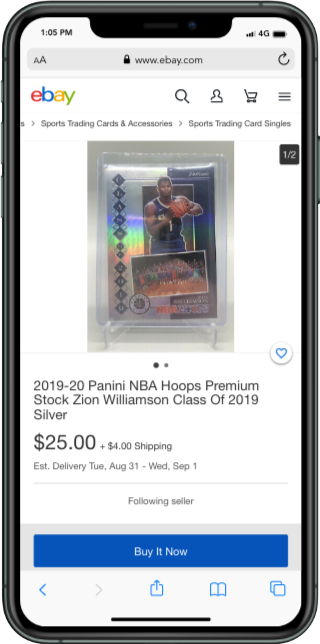 1:05 PM
4G
AA
www.ebay.com
ebay
s > Sports Trading Cards & Accessories > Sports Trading Card Singles
1/2
2019-20 Panini NBA Hoops Premium
Stock Zion Williamson Class Of 2019
Silver
$25.00 + $4.00 Shipping
Est. Delivery Tue, Aug 31 - Wed, Sep 1
Following seller
Buy It Now